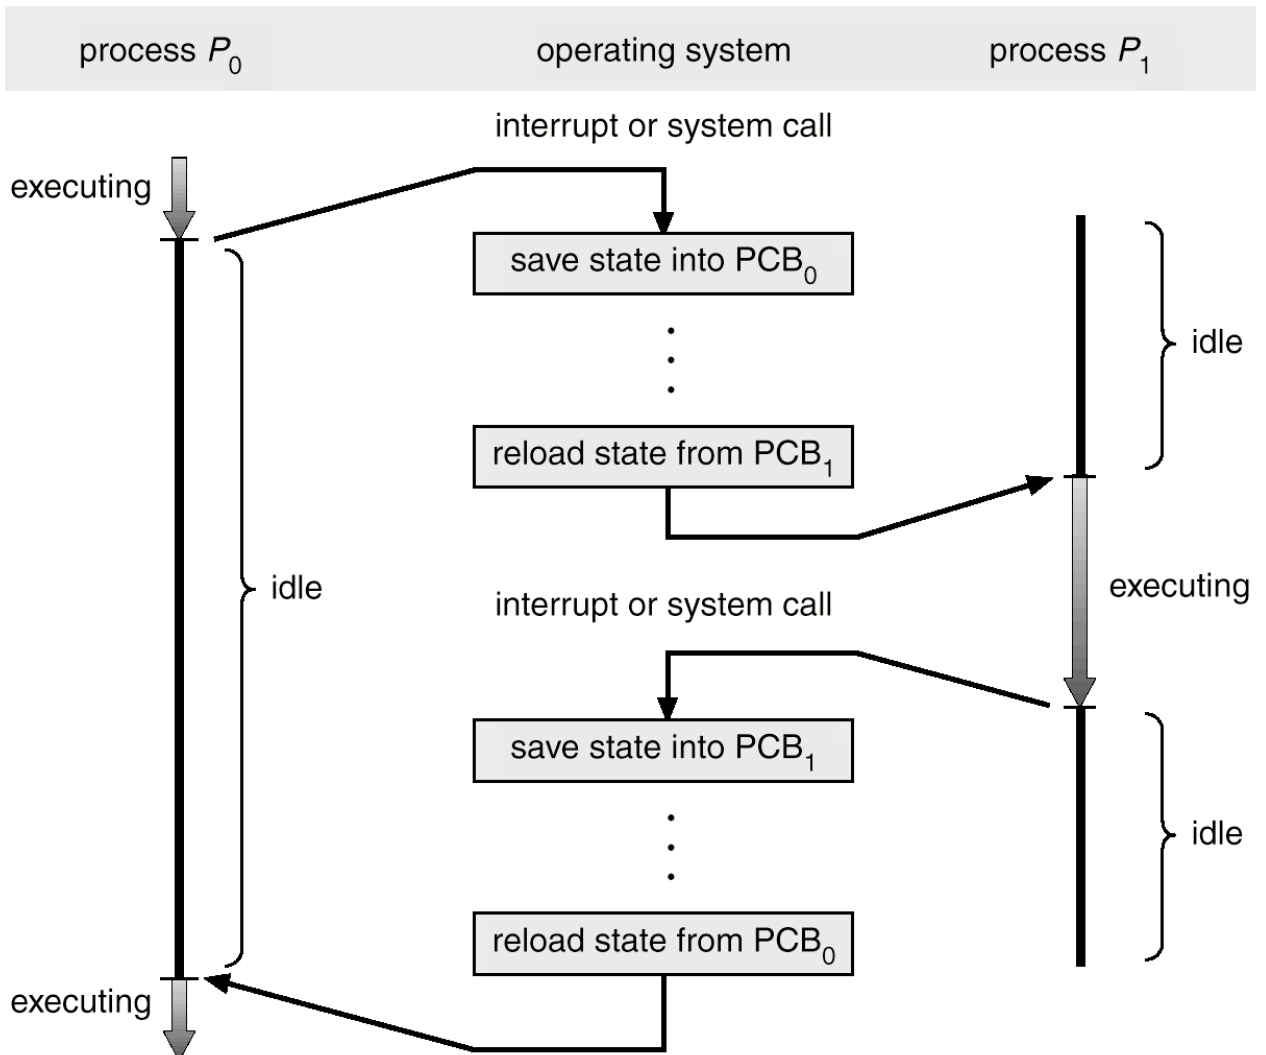 process P0
operating system
process P1
interrupt or system call
executing
save state into PCB0
idle
reload state from PCB1
idle
executing
interrupt or system call
save state into PCB1
idle
reload state from PCB0
executing